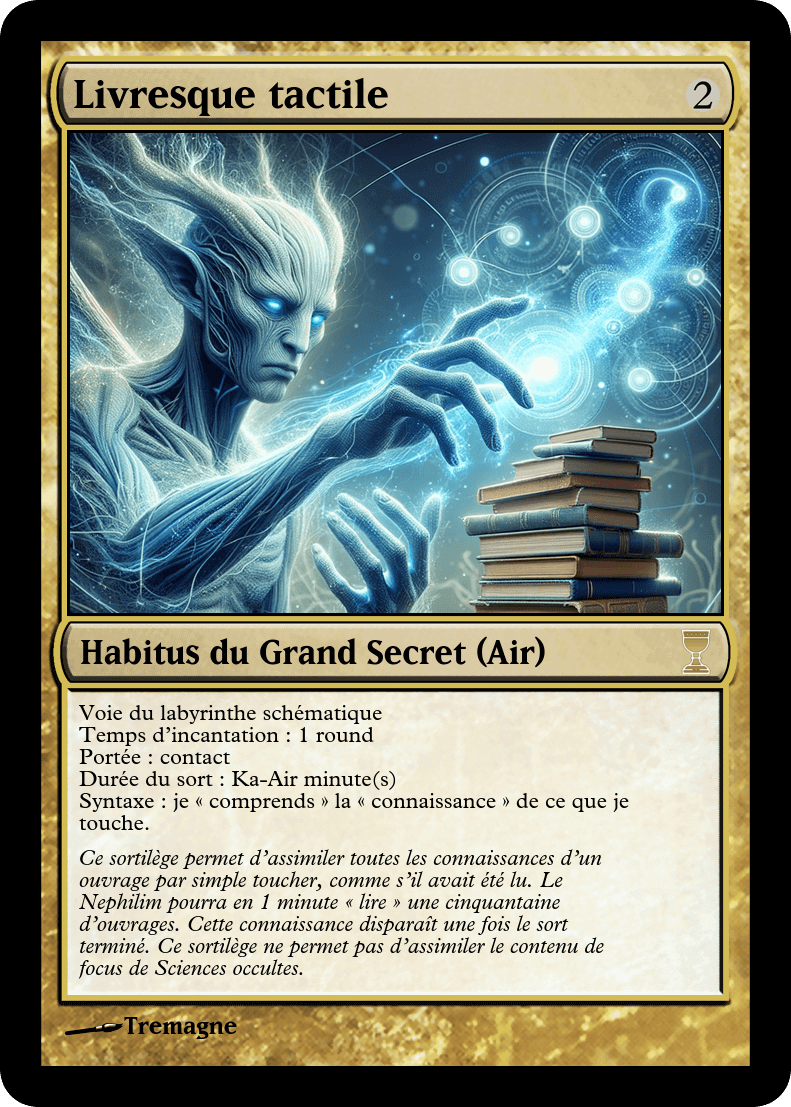 Livresque tactile
2
Habitus du Grand Secret (Air)
Voie du labyrinthe schématique
Temps d'incantation : 1 round
Portée : contact
Durée du sort : Ka-Air minute(s)
Syntaxe : je « comprends » la « connaissance » de ce que je
touche.
Ce sortilège permet d'assimiler toutes les connaissances d'un
ouvrage par simple toucher, comme s'il avait été lu. Le
Nephilim pourra en 1 minute « lire » une cinquantaine
d'ouvrages. Cette connaissance disparaît une fois le sort
terminé. Ce sortilège ne permet pas d'assimiler le contenu de
focus de Sciences occultes.
Tremagne